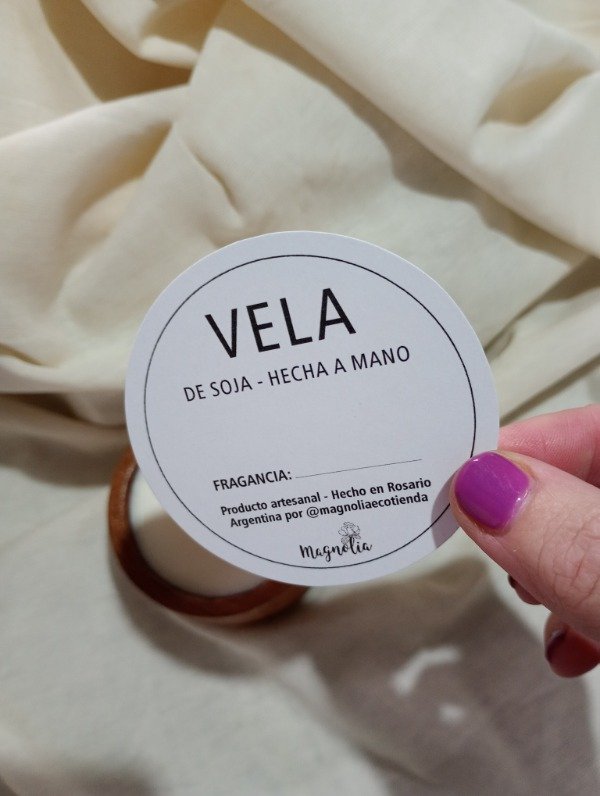 VELA
DE SOJA - HECHA A MANO
FRAGANCIA:
Producto artesanal - Hecho en Rosario
Argentina por @magnoliaecotienda
Magnolia